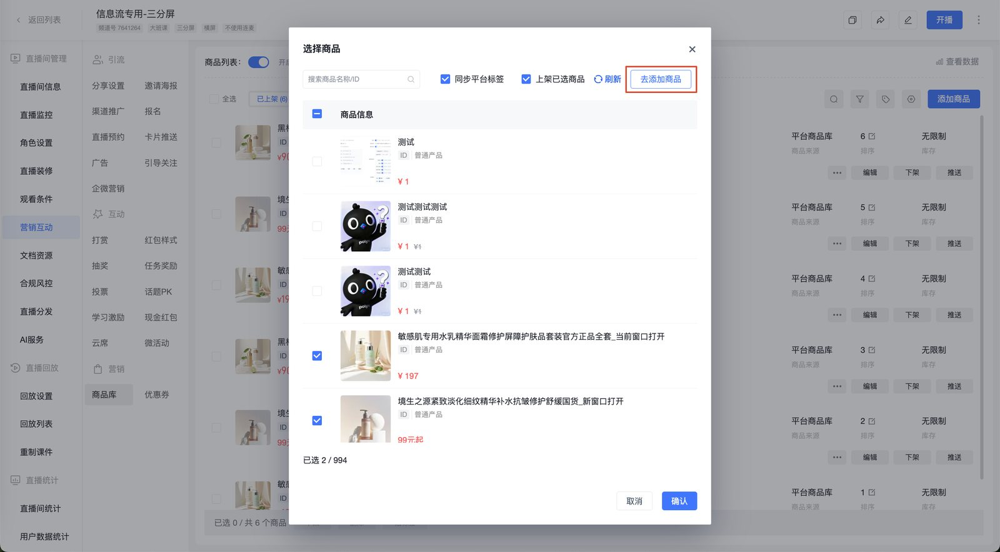 返回列表
信息流专用-三分屏
频道号 7641264
大班课
三分屏
横屏
不使用连麦
开播
直播间管理
直播间信息
直播监控
角色设置
直播装修
观看条件
营销互动
文档资源
合规风控
直播分发
AI服务
直播回放
回放设置
回放列表
重制课件
直播统计
直播间统计
用户数据统计
引流
分享设置 邀请海报
渠道推广 报名
直播预约 卡片推送
广告 引导关注
企微营销
互动
打赏 红包样式
抽奖 任务奖励
投票 话题PK
学习激励 现金红包
云席 微活动
营销
商品库 优惠券
商品列表：
查看数据
全选
已上架 (6)
添加商品
ID
¥90
平台商品库 6 无限制
商品来源 排序 库存
编辑 下架 推送
ID
平台商品库 5 无限制
商品来源 排序 库存
编辑 下架 推送
ID
¥19
平台商品库 4 无限制
商品来源 排序 库存
编辑 下架 推送
ID
¥90
平台商品库 3 无限制
商品来源 排序 库存
编辑 下架 推送
ID
平台商品库 2 无限制
商品来源 排序 库存
编辑 下架 推送
ID
平台商品库 1 无限制
商品来源 排序 库存
已选 0 / 共 6 个商品
选择商品
搜索商品名称/ID
同步平台标签
上架已选商品
刷新
去添加商品
商品信息
测试
ID 普通产品
¥ 1
测试测试测试
ID 普通产品
¥ 1 ¥1
测试测试
ID 普通产品
¥ 1 ¥1
敏感肌专用水乳精华面霜修护屏障护肤品套装官方正品全套_当前窗口打开
ID 普通产品
¥ 197
境生之源紧致淡化细纹精华补水抗皱修护舒缓国货_新窗口打开
ID 普通产品
99元起
已选 2 / 994
取消
确认